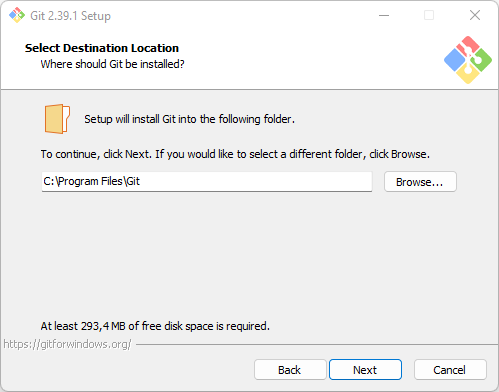 Git 2.39.1 Setup
Select Destination Location
Where should Git be installed?
Setup will install Git into the following folder.
To continue, click Next. If you would like to select a different folder, click Browse.
C:\Program Files\Git
Browse...
At least 293,4 MB of free disk space is required.
https://gitforwindows.org/
Back
Next
Cancel